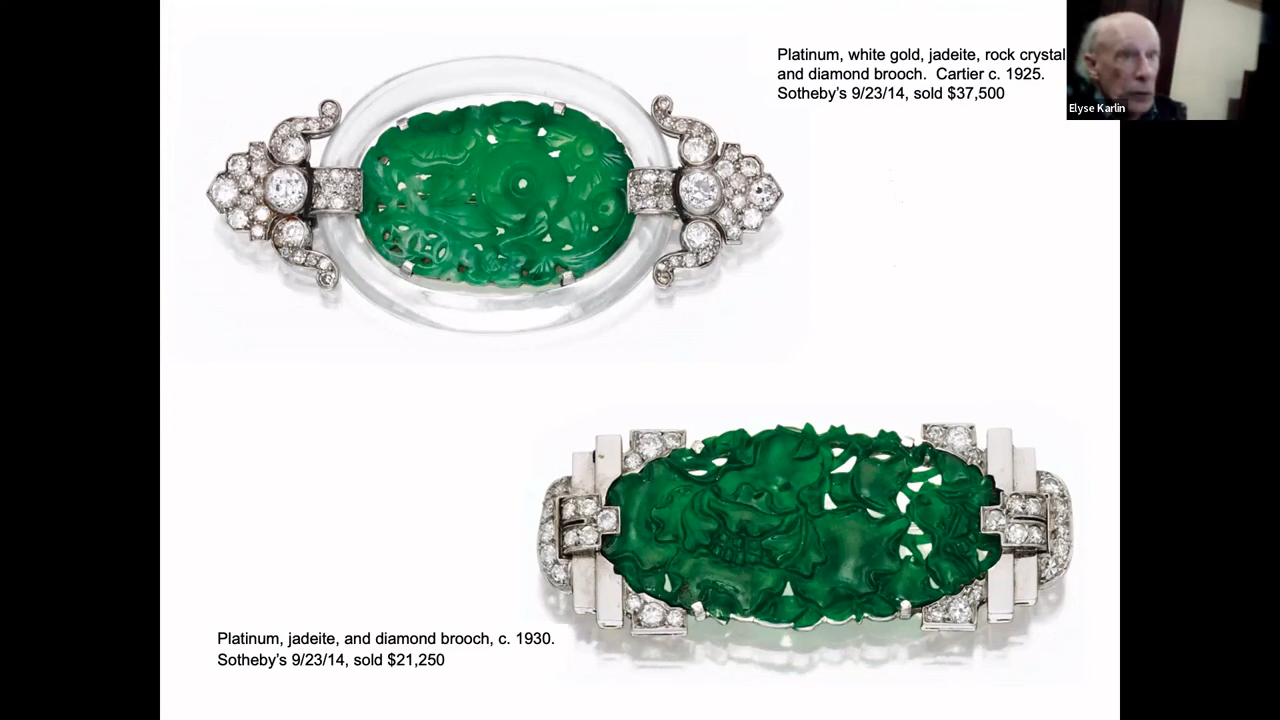 Platinum, white gold, jadeite, rock crystal
and diamond brooch.  Cartier c. 1925.
Sotheby's 9/23/14, sold $37,500
Elyse Karlin
Platinum, jadeite, and diamond brooch, c. 1930.
Sotheby's 9/23/14, sold $21,250